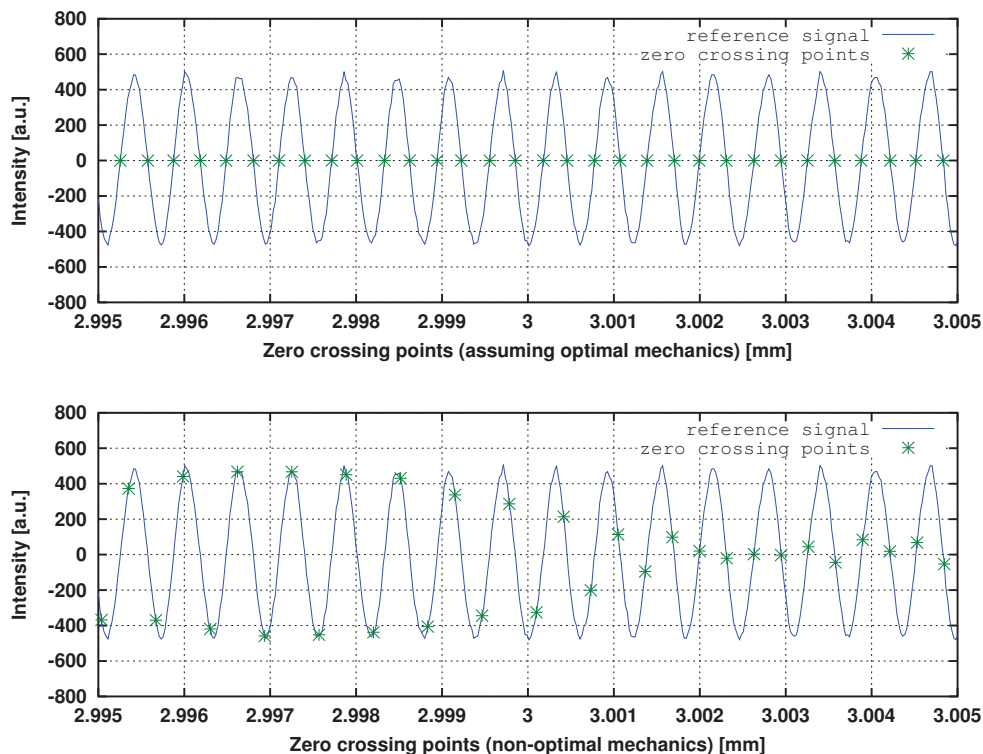 800
600
400
200
0
-200
-400
-600
-800
Intensity [a.u.]
reference signal
zero crossing points
2.995 2.996 2.997 2.998 2.999 3 3.001 3.002 3.003 3.004 3.005
Zero crossing points (assuming optimal mechanics) [mm]
800
600
400
200
0
-200
-400
-600
-800
Intensity [a.u.]
reference signal
zero crossing points
2.995 2.996 2.997 2.998 2.999 3 3.001 3.002 3.003 3.004 3.005
Zero crossing points (non-optimal mechanics) [mm]